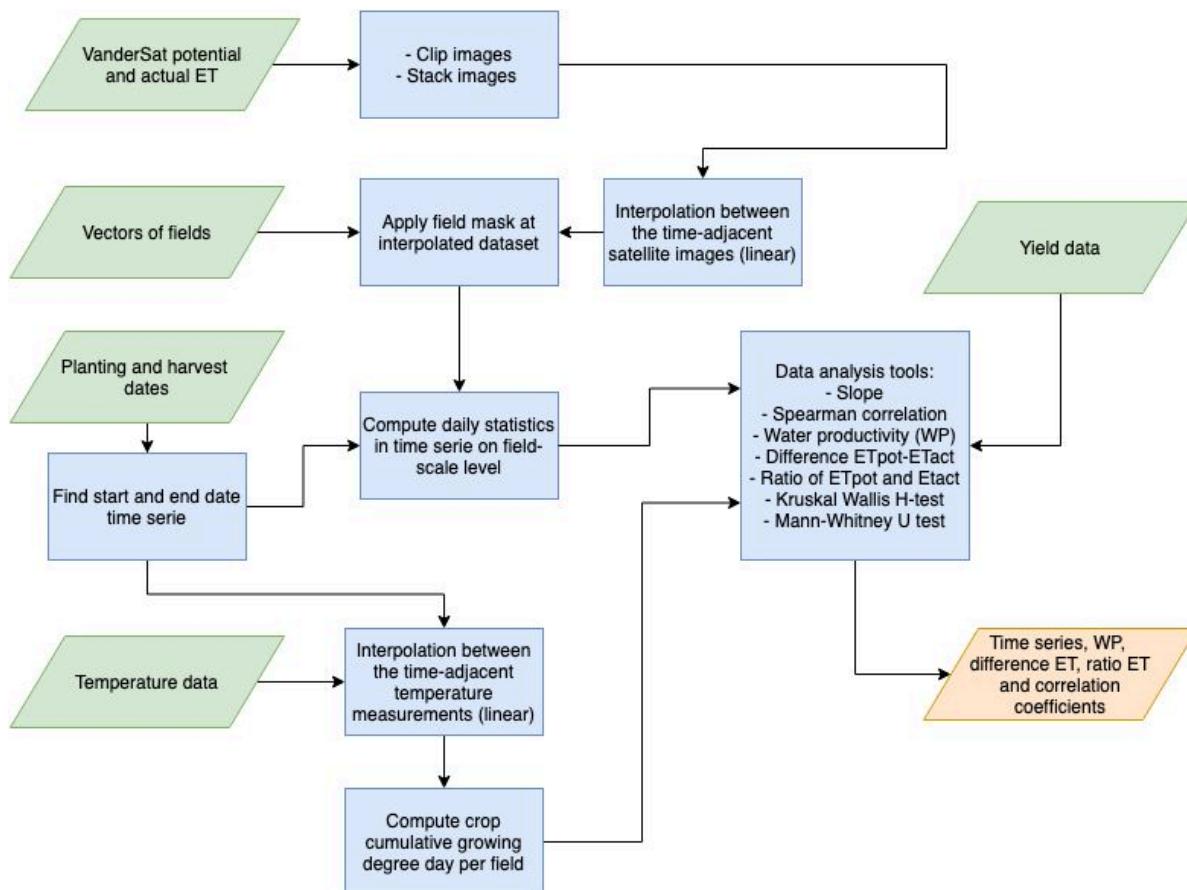 VanderSat potential
and actual ET
- Clip images
- Stack images
Vectors of fields
Apply field mask at
interpolated dataset
Interpolation between
the time-adjacent
satellite images (linear)
Yield data
Planting and harvest
dates
Find start and end date
time serie
Compute daily statistics
in time serie on field-
scale level
Data analysis tools:
- Slope
- Spearman correlation
- Water productivity (WP)
- Difference ETpot-ETact
- Ratio of ETpot and Etact
- Kruskal Wallis H-test
- Mann-Whitney U test
Temperature data
Interpolation between
the time-adjacent
temperature
measurements (linear)
Time series, WP,
difference ET, ratio ET
and correlation
coefficients
Compute crop
cumulative growing
degree day per field